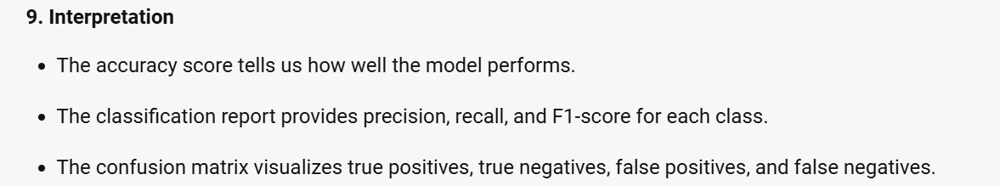 9. Interpretation
• The accuracy score tells us how well the model performs.
• The classification report provides precision, recall, and F1-score for each class.
• The confusion matrix visualizes true positives, true negatives, false positives, and false negatives.